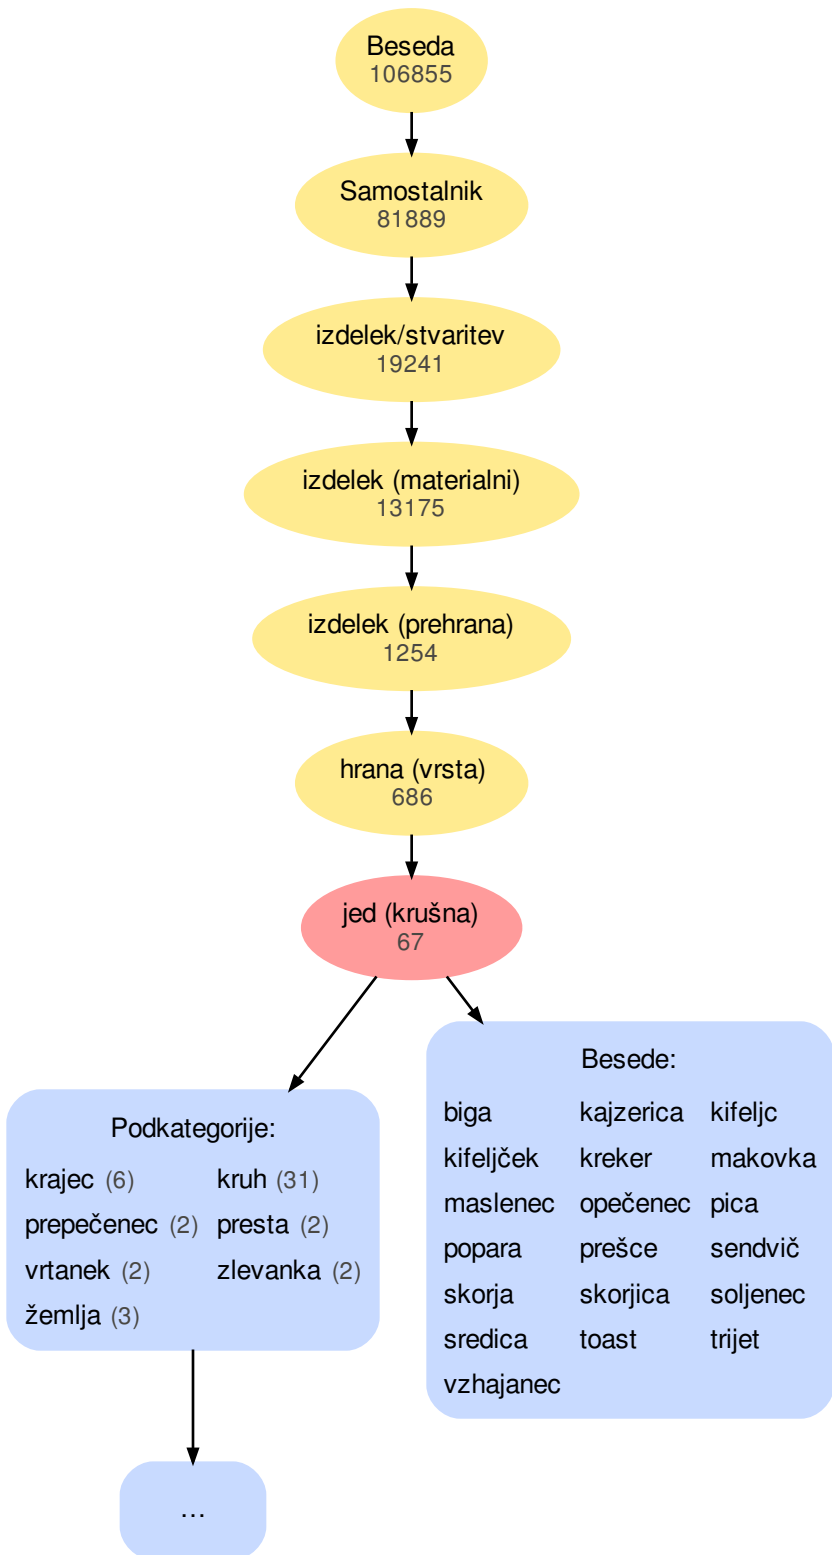 Beseda
106855
Samostalnik
81889
izdelek/stvaritev
19241
izdelek (materialni)
13175
izdelek (prehrana)
1254
hrana (vrsta)
686
jed (krušna)
67
Podkategorije:
krajec (6) kruh (31)
prepečenec (2) presta (2)
vrtanek (2) zlevanka (2)
žemlja (3)
...
Besede:
biga kajzerica kifeljc
kifeljček kreker makovka
maslenec opečenec pica
popara prešce sendvič
skorja skorjica soljenec
sredica toast trijet
vzhajanec